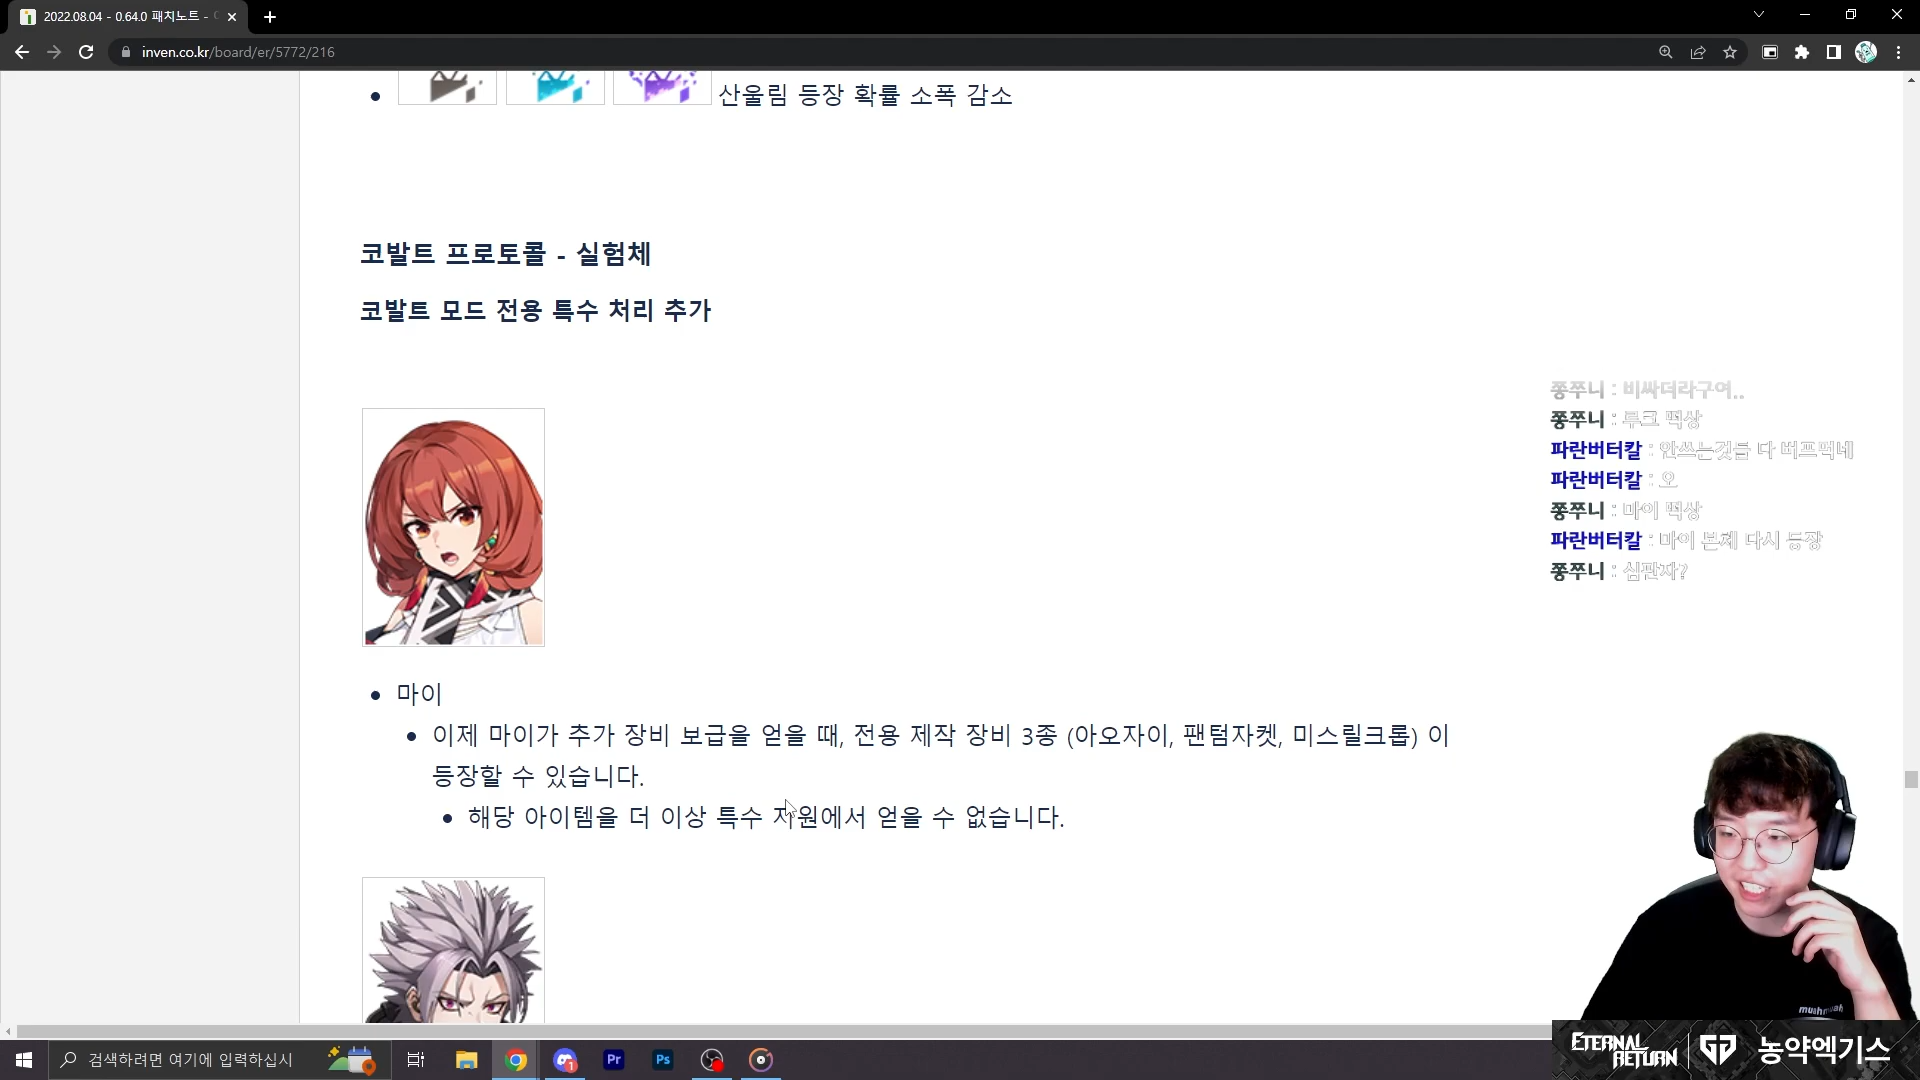 2022.08.04 - 0.64.0 패치노트 -
inven.co.kr/board/er/5772/216
산울림 등장 확률 소폭 감소
코발트 프로토콜 - 실험체
코발트 모드 전용 특수 처리 추가
쫑쭈니 : 비싸더라구여..
쫑쭈니 : 루크 떡상
파란버터칼 : 안쓰는것들 다 버프먹네
파란버터칼 : 오
쫑쭈니 : 마이 떡상
파란버터칼 : 마이 본체 다시 등장
쫑쭈니 : 심판자?
마이
이제 마이가 추가 장비 보급을 얻을 때, 전용 제작 장비 3종 (아오자이, 팬텀자켓, 미스릴크롭) 이
등장할 수 있습니다.
해당 아이템을 더 이상 특수 자원에서 얻을 수 없습니다.
muahmuah
검색하려면 여기에 입력하십시
1
Pr
Ps
ETERNAL
RETURN
농약엑기스